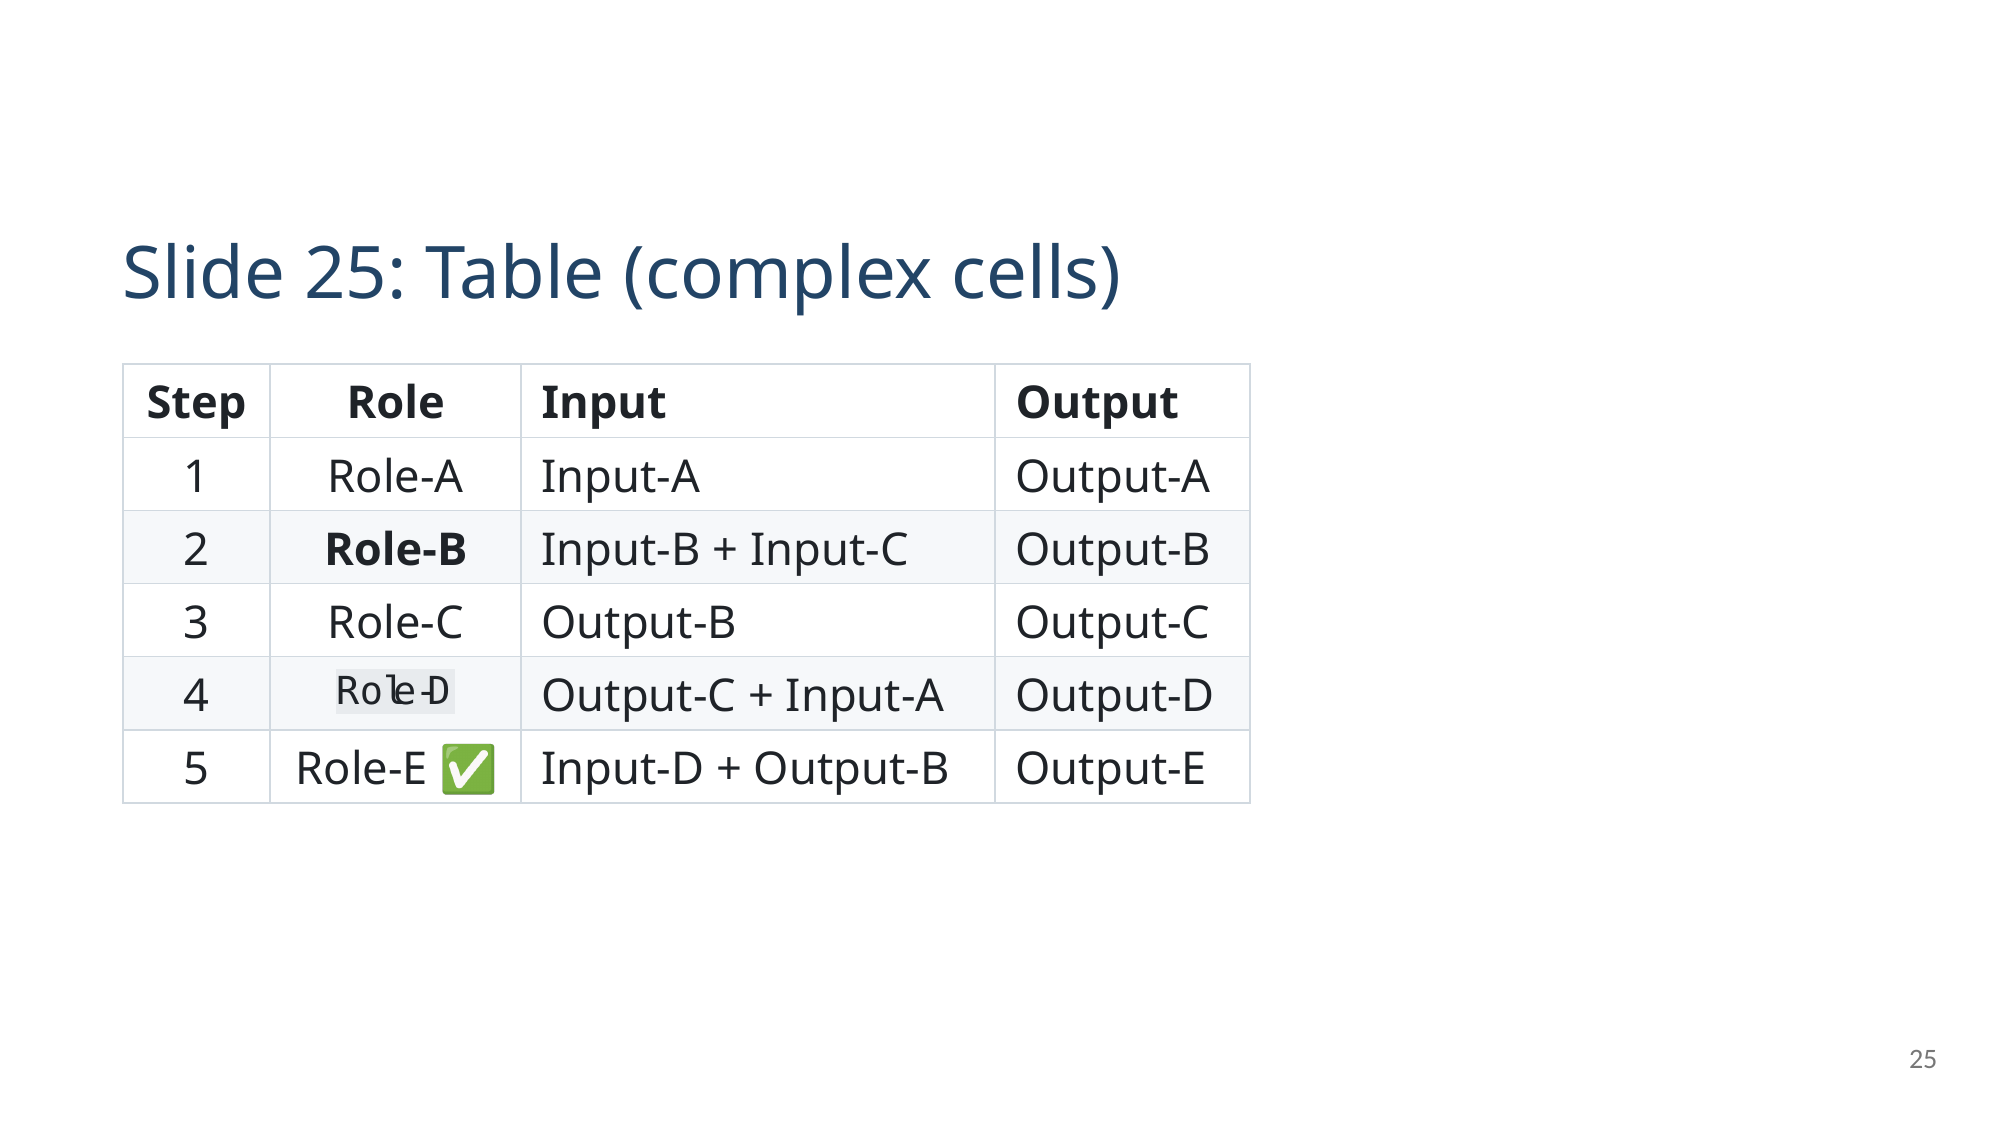 Slide 25: Table (complex cells)
Step Role Input Output
1 Role-A Input-A Output-A
2 Role-B Input-B + Input-C Output-B
3 Role-C Output-B Output-C
4 Role-D Output-C + Input-A Output-D
5 Role-E ✅ Input-D + Output-B Output-E
25